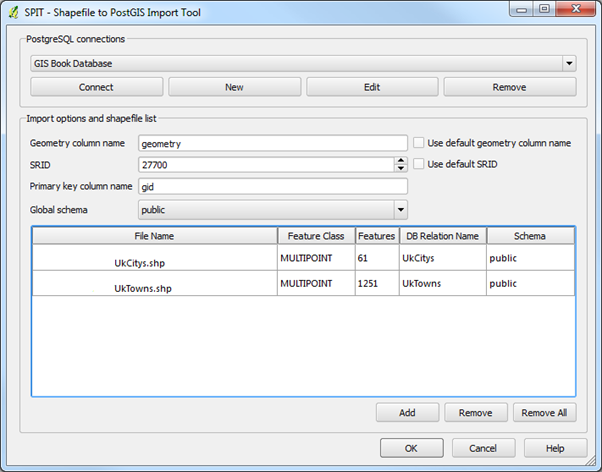 SPIT - Shapefile to PostGIS Import Tool
PostgreSQL connections
GIS Book Database
Connect New Edit Remove
Import options and shapefile list
Geometry column name geometry Use default geometry column name
SRID 27700 Use default SRID
Primary key column name gid
Global schema public
File Name Feature Class Features DB Relation Name Schema
UkCitys.shp MULTIPOINT 61 UkCitys public
UkTowns.shp MULTIPOINT 1251 UkTowns public
Add Remove Remove All
OK Cancel Help